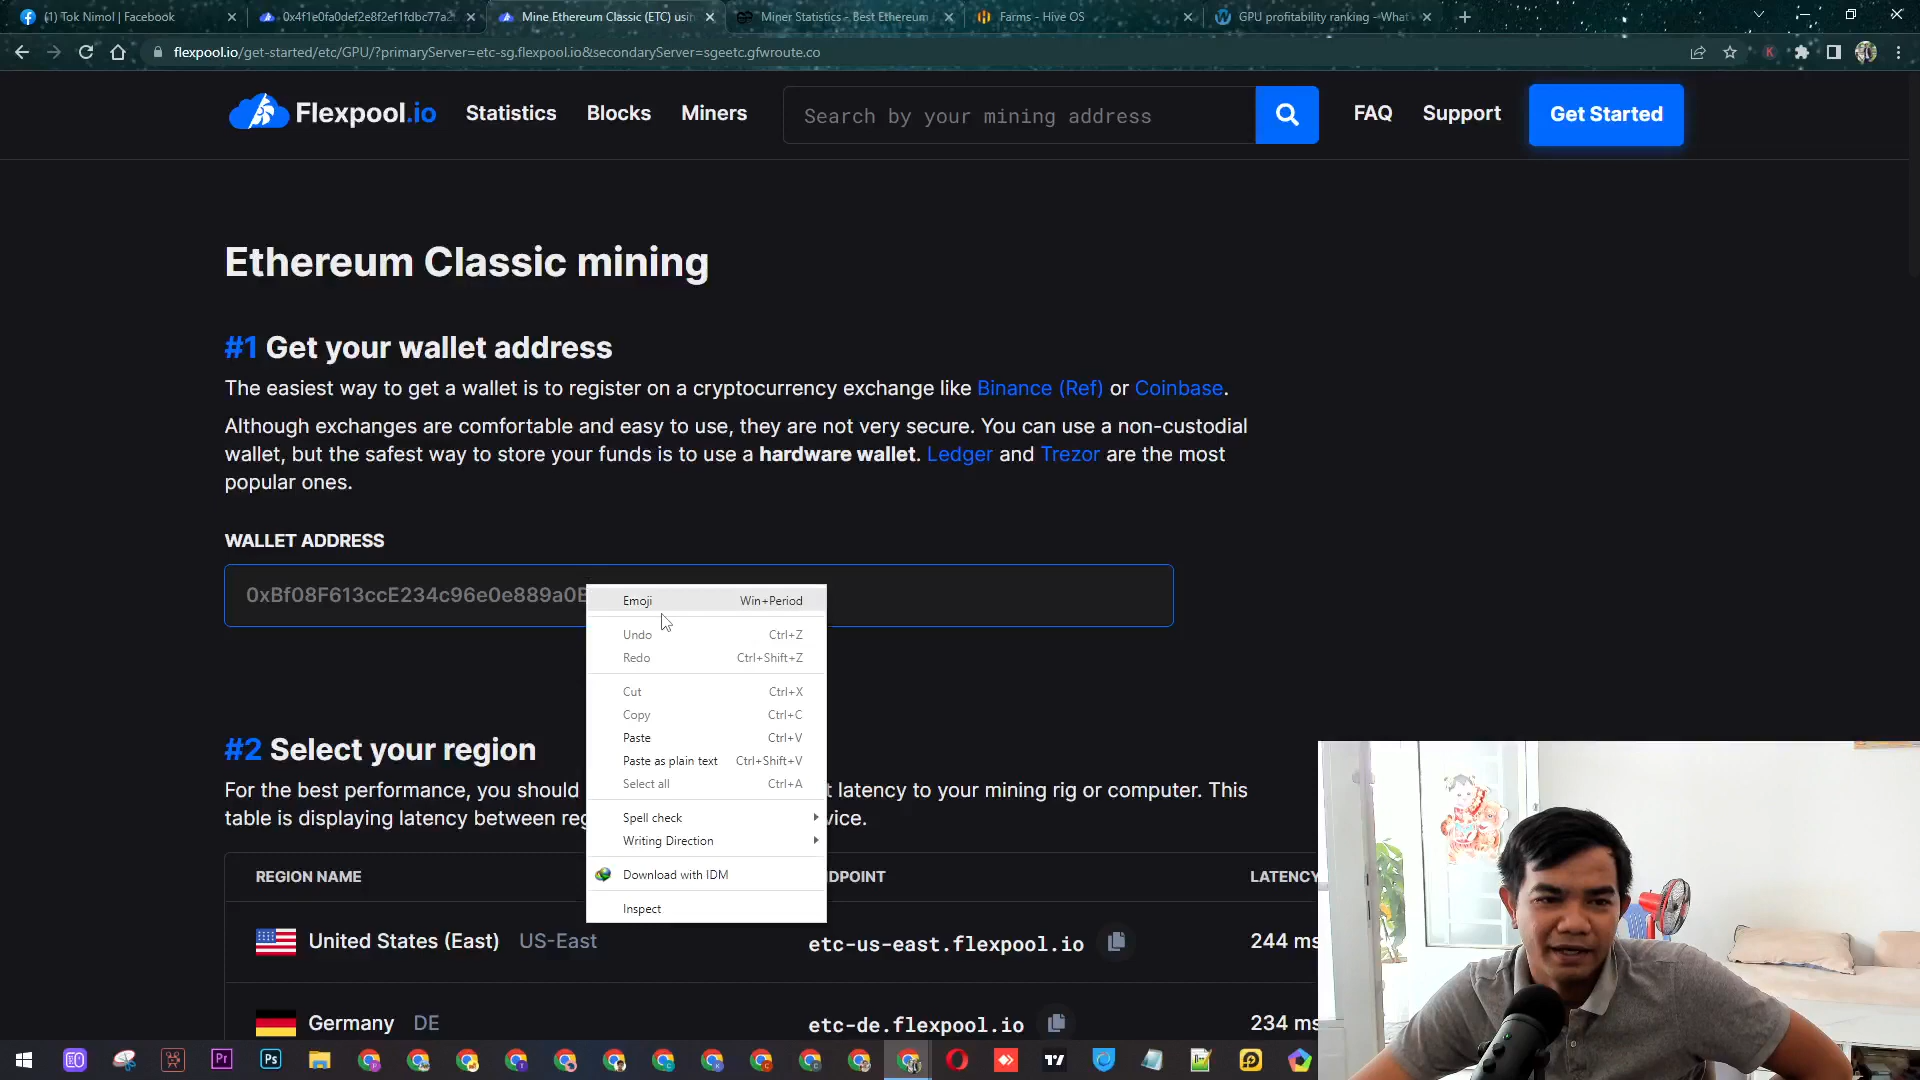 (1) Tok Nimol | Facebook
0x4f1e0fa0def2e8f2ef1fdbc77a2
Mine Ethereum Classic (ETC) usin
Miner Statistics - Best Ethereum
Farms - Hive OS
GPU profitability ranking - What
flexpool.io/get-started/etc/GPU/?primaryServer=etc-sg.flexpool.io&secondaryServer=sgeetc.gfwroute.co
Flexpool.io
Statistics
Blocks
Miners
Search by your mining address
FAQ
Support
Get Started
Ethereum Classic mining
#1 Get your wallet address
The easiest way to get a wallet is to register on a cryptocurrency exchange like Binance (Ref) or Coinbase.
Although exchanges are comfortable and easy to use, they are not very secure. You can use a non-custodial
wallet, but the safest way to store your funds is to use a hardware wallet. Ledger and Trezor are the most
popular ones.
WALLET ADDRESS
0xBf08F613ccE234c96e0e889a0B
Emoji Win+Period
Undo Ctrl+Z
Redo Ctrl+Shift+Z
Cut Ctrl+X
Copy Ctrl+C
Paste Ctrl+V
Paste as plain text Ctrl+Shift+V
Select all Ctrl+A
Spell check
Writing Direction
Download with IDM
Inspect
#2 Select your region
For the best performance, you should latency to your mining rig or computer. This
table is displaying latency between
REGION NAME
LATENCY
United States (East) US-East etc-us-east.flexpool.io 244 ms
Germany DE etc-de.flexpool.io 234 ms